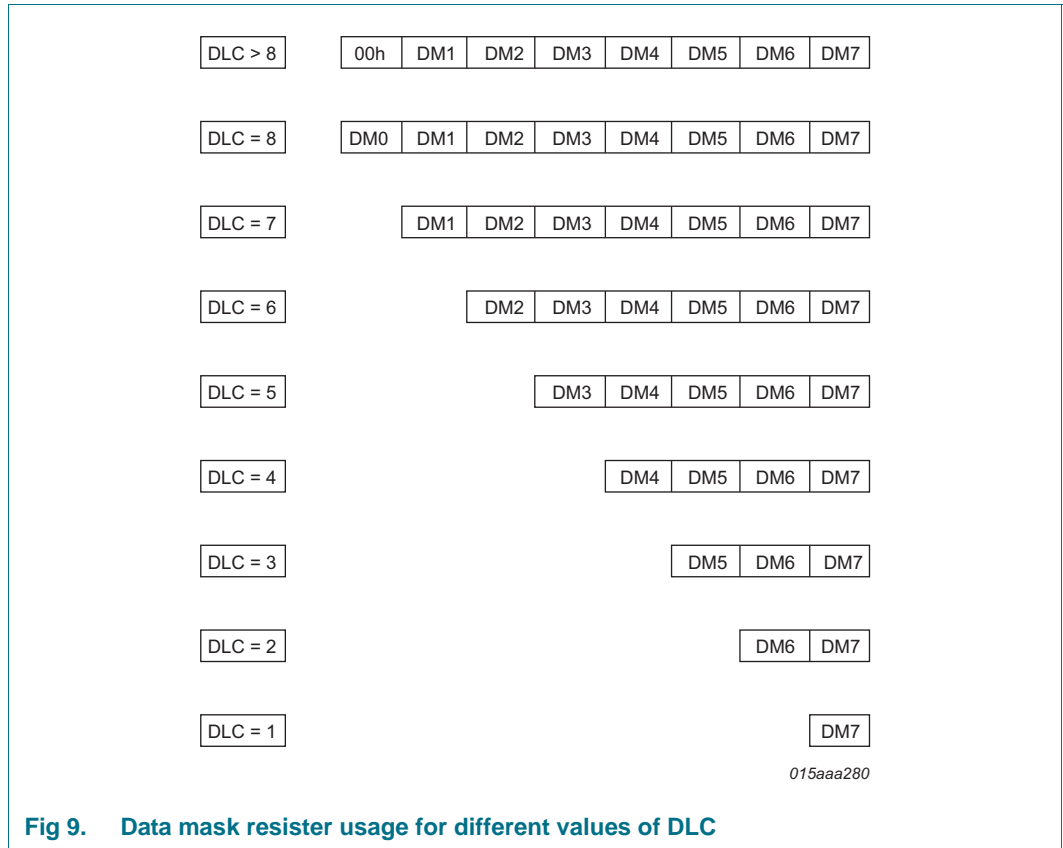 DLC > 8 00h DM1 DM2 DM3 DM4 DM5 DM6 DM7
DLC = 8 DM0 DM1 DM2 DM3 DM4 DM5 DM6 DM7
DLC = 7 DM1 DM2 DM3 DM4 DM5 DM6 DM7
DLC = 6 DM2 DM3 DM4 DM5 DM6 DM7
DLC = 5 DM3 DM4 DM5 DM6 DM7
DLC = 4 DM4 DM5 DM6 DM7
DLC = 3 DM5 DM6 DM7
DLC = 2 DM6 DM7
DLC = 1 DM7
015aaa280
Fig 9. Data mask resister usage for different values of DLC